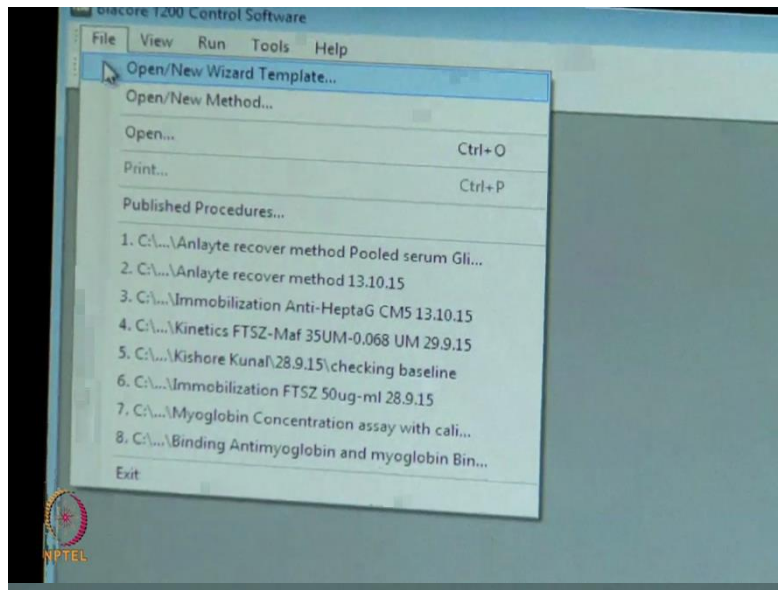 Biacore T200 Control Software
File View Run Tools Help
Open/New Wizard Template...
Open/New Method...
Open... Ctrl+O
Print... Ctrl+P
Published Procedures...
1. C:\...\Anlayte recover method Pooled serum Gli...
2. C:\...\Anlayte recover method 13.10.15
3. C:\...\Immobilization Anti-HeptaG CM5 13.10.15
4. C:\...\Kinetics FTSZ-Maf 35UM-0.068 UM 29.9.15
5. C:\...\Kishore Kunal\28.9.15\checking baseline
6. C:\...\Immobilization FTSZ 50ug-ml 28.9.15
7. C:\...\Myoglobin Concentration assay with cali...
8. C:\...\Binding Antimyoglobin and myoglobin Bin...
Exit
NPTEL